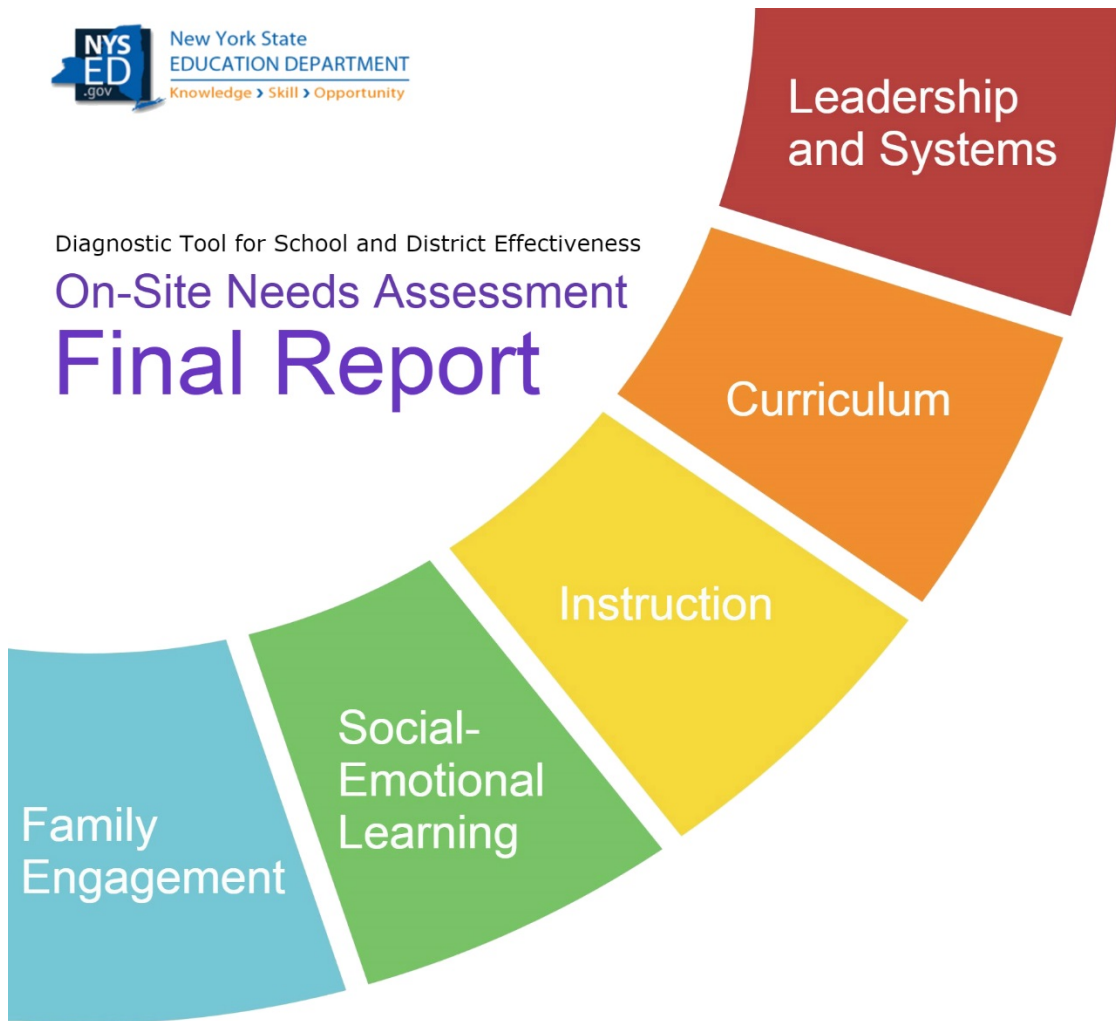 NYS
ED
.gov
New York State
EDUCATION DEPARTMENT
Knowledge > Skill > Opportunity
Diagnostic Tool for School and District Effectiveness
On-Site Needs Assessment
Final Report
Leadership
and Systems
Curriculum
Instruction
Social-
Emotional
Learning
Family
Engagement